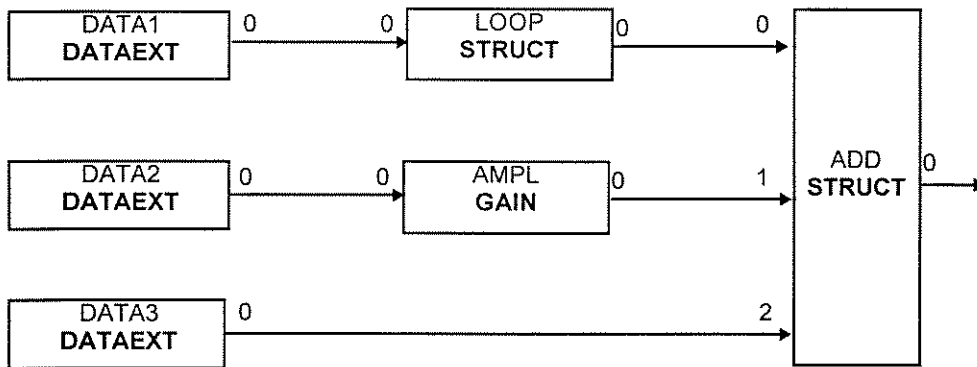 DATA1
DATAEXT
0
0
LOOP
STRUCT
0
0
DATA2
DATAEXT
0
0
AMPL
GAIN
0
1
ADD
STRUCT
0
DATA3
DATAEXT
0
2